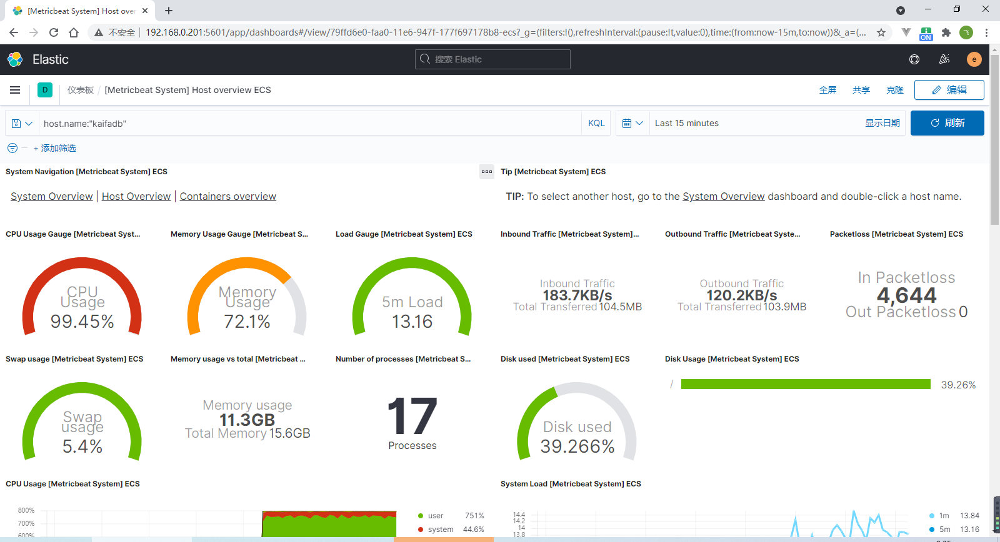 [Metricbeat System] Host over
不安全 192.168.0.201:5601/app/dashboards#/view/79ffd6e0-faa0-11e6-947f-177f697178b8-ecs?_g=(filters:!(),refreshInterval:(pause:!t,value:0),time:(from:now-15m,to:now))&_a=(...
ON
Elastic
搜索 Elastic
e
D 仪表板 / [Metricbeat System] Host overview ECS
全屏 共享 克隆 编辑
host.name:"kaifadb" KQL
Last 15 minutes 显示日期 刷新
+ 添加筛选
System Navigation [Metricbeat System] ECS
Tip [Metricbeat System] ECS
System Overview | Host Overview | Containers overview
TIP: To select another host, go to the System Overview dashboard and double-click a host name.
CPU Usage Gauge [Metricbeat Syst...
Memory Usage Gauge [Metricbeat S...
Load Gauge [Metricbeat System] ECS
Inbound Traffic [Metricbeat System]...
Outbound Traffic [Metricbeat Syste...
Packetloss [Metricbeat System] ECS
CPU
Usage
99.45%
Memory
Usage
72.1%
5m Load
13.16
Inbound Traffic
183.7KB/s
Total Transferred 104.5MB
Outbound Traffic
120.2KB/s
Total Transferred 103.9MB
In Packetloss
4,644
Out Packetloss 0
Swap usage [Metricbeat System] ECS
Memory usage vs total [Metricbeat ...
Number of processes [Metricbeat S...
Disk used [Metricbeat System] ECS
Disk Usage [Metricbeat System] ECS
Swap
usage
5.4%
Memory usage
11.3GB
Total Memory 15.6GB
17
Processes
Disk used
39.266%
/ 39.26%
CPU Usage [Metricbeat System] ECS
System Load [Metricbeat System] ECS
800%
700%
600%
user 751%
system 44.6%
14.4
14.2
14
13.8
1m 13.84
5m 13.16